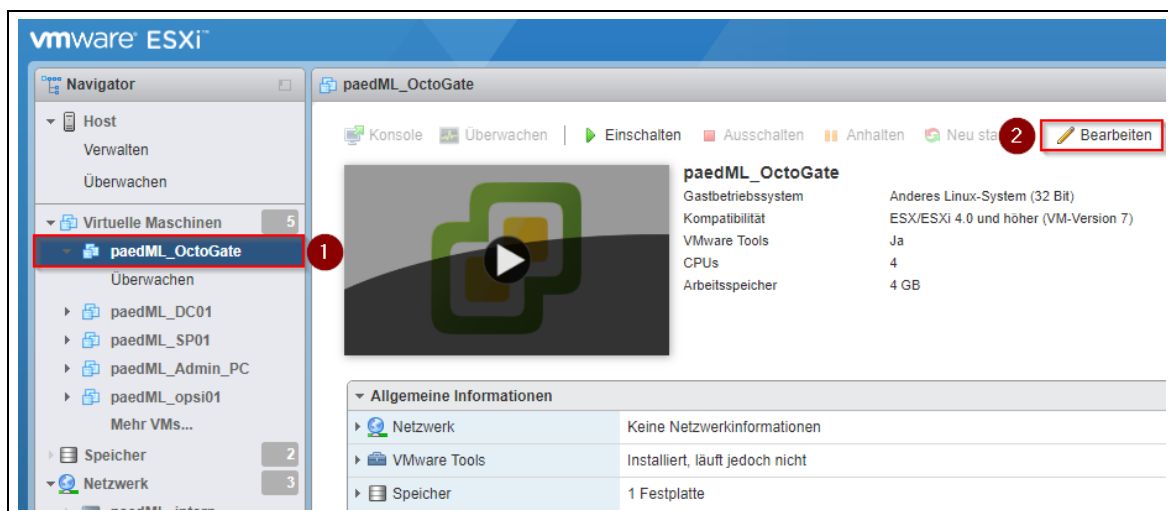 vmware ESXi™
Navigator
Host
Verwalten
Überwachen
Virtuelle Maschinen 5
paedML_OctoGate 1
Überwachen
paedML_DC01
paedML_SP01
paedML_Admin_PC
paedML_opsi01
Mehr VMs...
Speicher 2
Netzwerk 3
paedML_intern
paedML_OctoGate
Konsole Überwachen Einschalten Ausschalten Anhalten Neu sta 2 Bearbeiten
paedML_OctoGate
Gastbetriebssystem Anderes Linux-System (32 Bit)
Kompatibilität ESX/ESXi 4.0 und höher (VM-Version 7)
VMware Tools Ja
CPUs 4
Arbeitsspeicher 4 GB
Allgemeine Informationen
Netzwerk Keine Netzwerkinformationen
VMware Tools Installiert, läuft jedoch nicht
Speicher 1 Festplatte